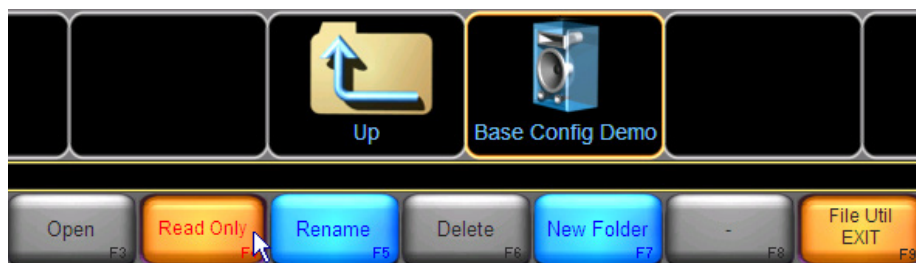 Up
Base Config Demo
Open
F3
Read Only
Rename
F5
Delete
F6
New Folder
F7
-
F8
File Util
EXIT
F9